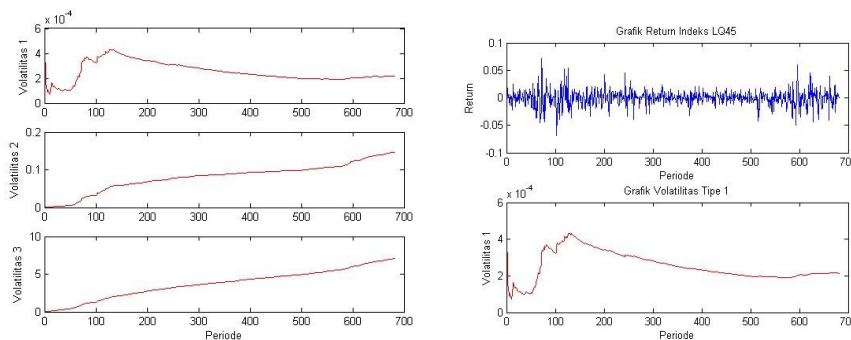 x 10⁻⁴
6
4
2
0
Volatilitas 1
0 100 200 300 400 500 600 700
0.2
0.1
0
Volatilitas 2
0 100 200 300 400 500 600 700
10
5
0
Volatilitas 3
0 100 200 300 400 500 600 700
Periode
Grafik Return Indeks LQ45
0.1
0.05
0
-0.05
-0.1
Return
0 100 200 300 400 500 600 700
Periode
x 10⁻⁴
Grafik Volatilitas Tipe 1
6
4
2
0
Volatilitas 1
0 100 200 300 400 500 600 700
Periode